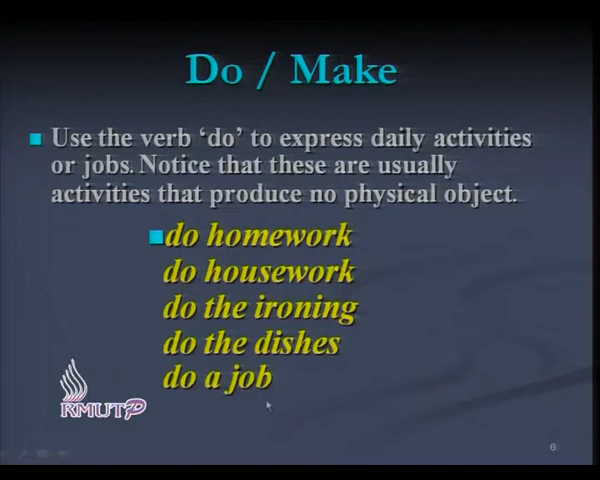 Do / Make
Use the verb ‘do’ to express daily activities
or jobs. Notice that these are usually
activities that produce no physical object.
do homework
do housework
do the ironing
do the dishes
do a job
RMUTP
6